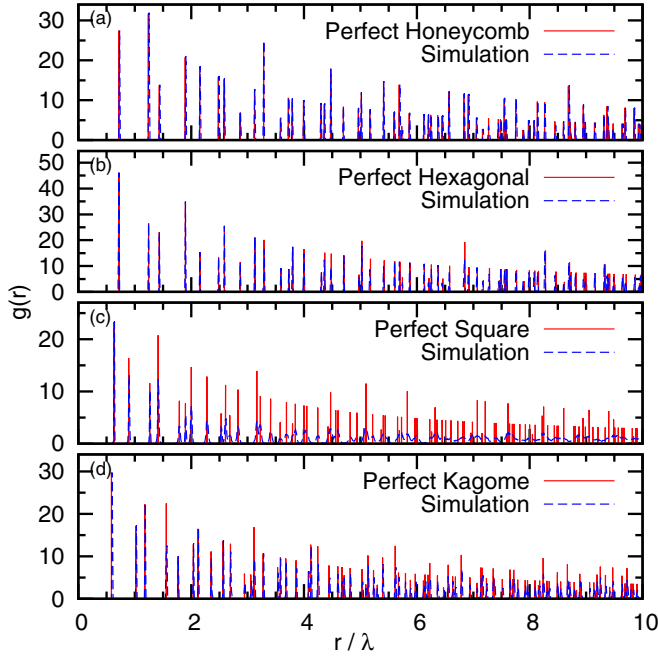 (a)
Perfect Honeycomb
Simulation
30
20
10
0
(b)
Perfect Hexagonal
Simulation
50
40
30
20
10
0
g(r)
(c)
Perfect Square
Simulation
20
10
0
(d)
Perfect Kagome
Simulation
30
20
10
0
0 2 4 6 8 10
r / λ